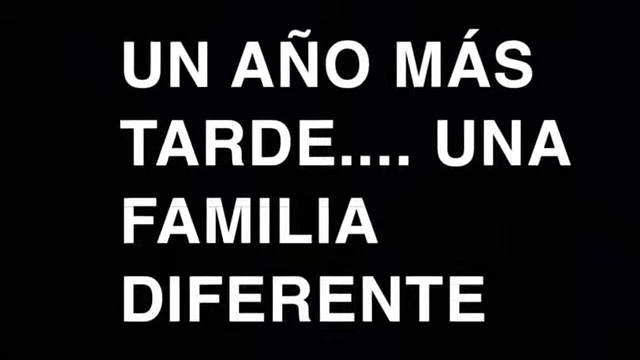 UN AÑO MÁS
TARDE.... UNA
FAMILIA
DIFERENTE